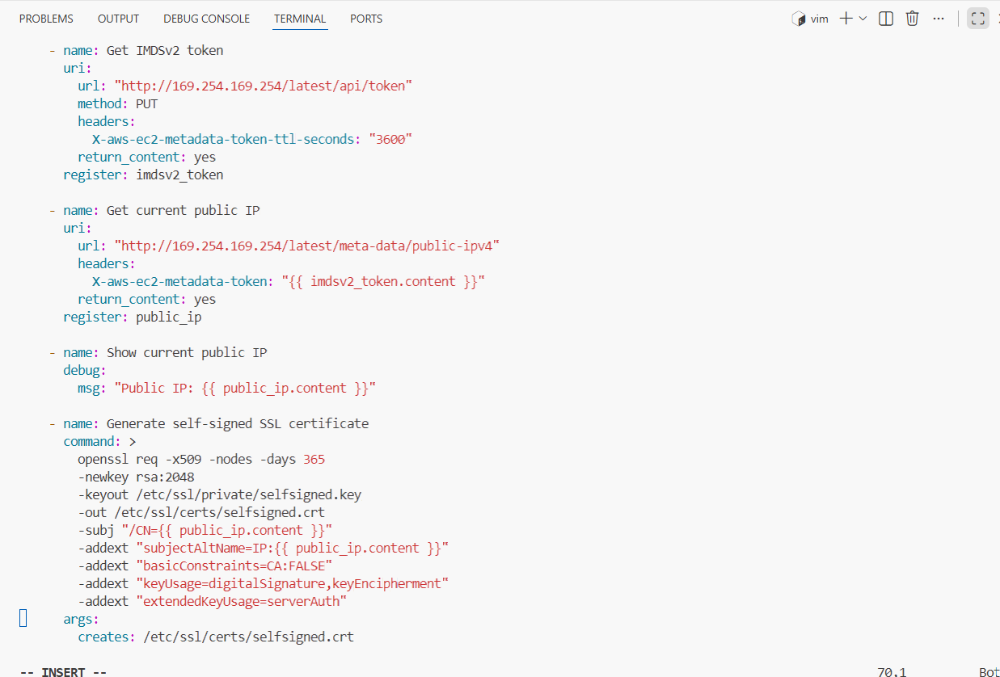 PROBLEMS OUTPUT DEBUG CONSOLE TERMINAL PORTS vim
- name: Get IMDSv2 token
uri:
url: "http://169.254.169.254/latest/api/token"
method: PUT
headers:
X-aws-ec2-metadata-token-ttl-seconds: "3600"
return_content: yes
register: imdsv2_token
- name: Get current public IP
uri:
url: "http://169.254.169.254/latest/meta-data/public-ipv4"
headers:
X-aws-ec2-metadata-token: "{{ imdsv2_token.content }}"
return_content: yes
register: public_ip
- name: Show current public IP
debug:
msg: "Public IP: {{ public_ip.content }}"
- name: Generate self-signed SSL certificate
command: >
openssl req -x509 -nodes -days 365
-newkey rsa:2048
-keyout /etc/ssl/private/selfsigned.key
-out /etc/ssl/certs/selfsigned.crt
-subj "/CN={{ public_ip.content }}"
-addext "subjectAltName=IP:{{ public_ip.content }}"
-addext "basicConstraints=CA:FALSE"
-addext "keyUsage=digitalSignature,keyEncipherment"
-addext "extendedKeyUsage=serverAuth"
args:
creates: /etc/ssl/certs/selfsigned.crt
-- INSERT -- 70,1 Bot